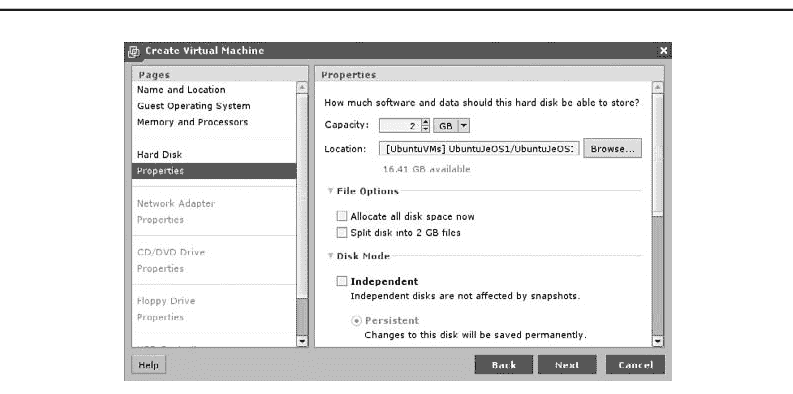 Create Virtual Machine
Pages
Name and Location
Guest Operating System
Memory and Processors
Hard Disk
Properties
Network Adapter
Properties
CD/DVD Drive
Properties
Floppy Drive
Properties
Properties
How much software and data should this hard disk be able to store?
Capacity: 2 GB
Location: [UbuntuVMs] UbuntuJeOS1/UbuntuJeOS: Browse...
16.41 GB available
File Options
Allocate all disk space now
Split disk into 2 GB files
Disk Mode
Independent
Independent disks are not affected by snapshots.
Persistent
Changes to this disk will be saved permanently.
Help
Back
Next
Cancel